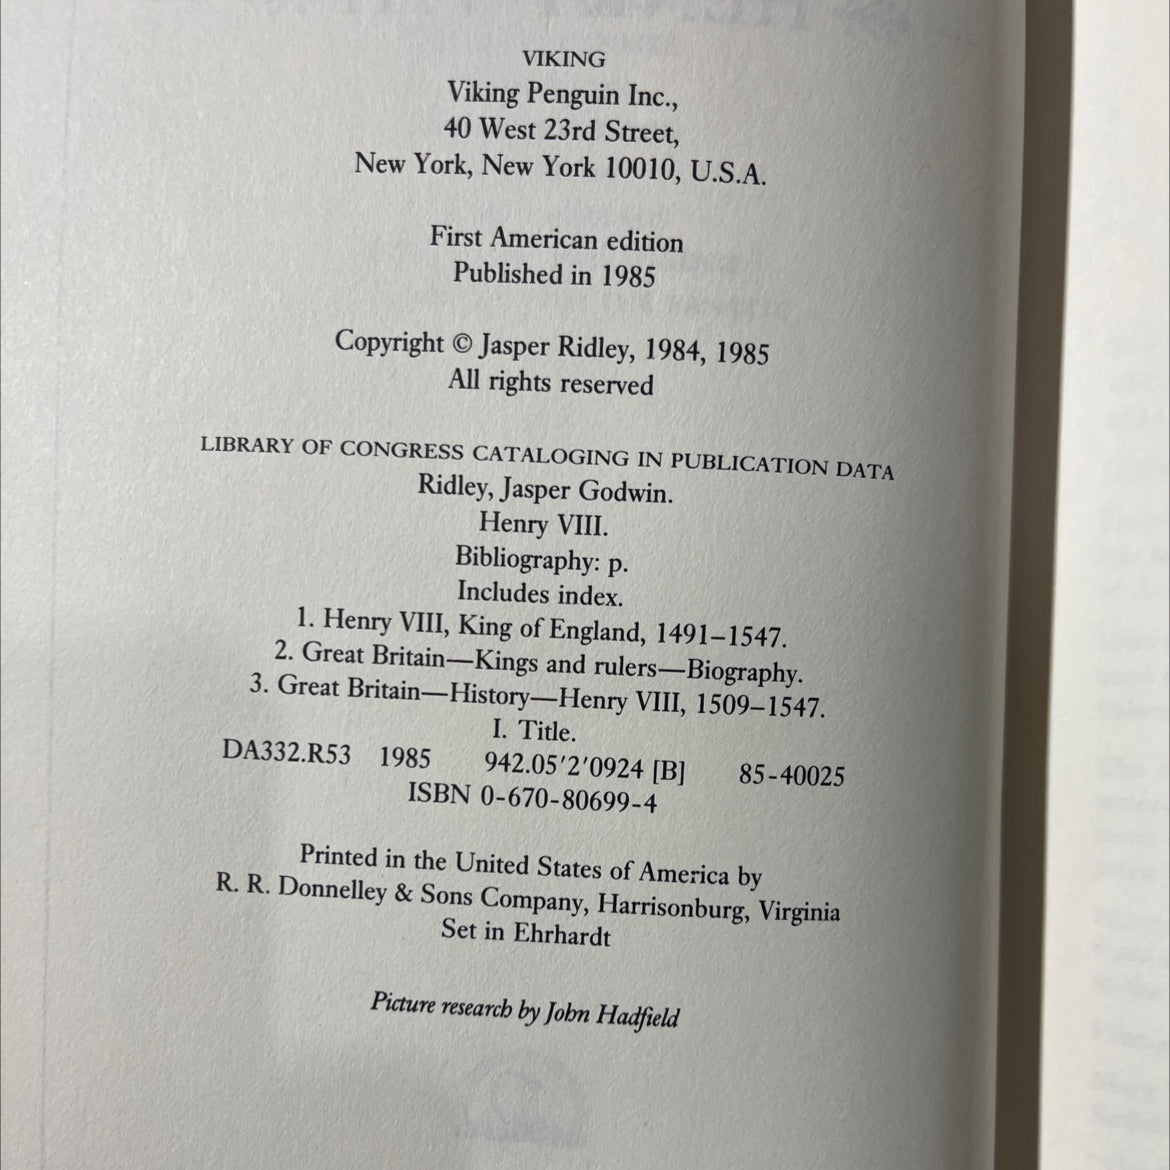 VIKING
Viking Penguin Inc.,
40 West 23rd Street,
New York, New York 10010, U.S.A.
First American edition
Published in 1985
Copyright © Jasper Ridley, 1984, 1985
All rights reserved
LIBRARY OF CONGRESS CATALOGING IN PUBLICATION DATA
Ridley, Jasper Godwin.
Henry VIII.
Bibliography: p.
Includes index.
1. Henry VIII, King of England, 1491–1547.
2. Great Britain—Kings and rulers—Biography.
3. Great Britain—History—Henry VIII, 1509–1547.
I. Title.
DA332.R53 1985 942.05'2'0924 [B] 85-40025
ISBN 0-670-80699-4
Printed in the United States of America by
R. R. Donnelley & Sons Company, Harrisonburg, Virginia
Set in Ehrhardt
Picture research by John Hadfield